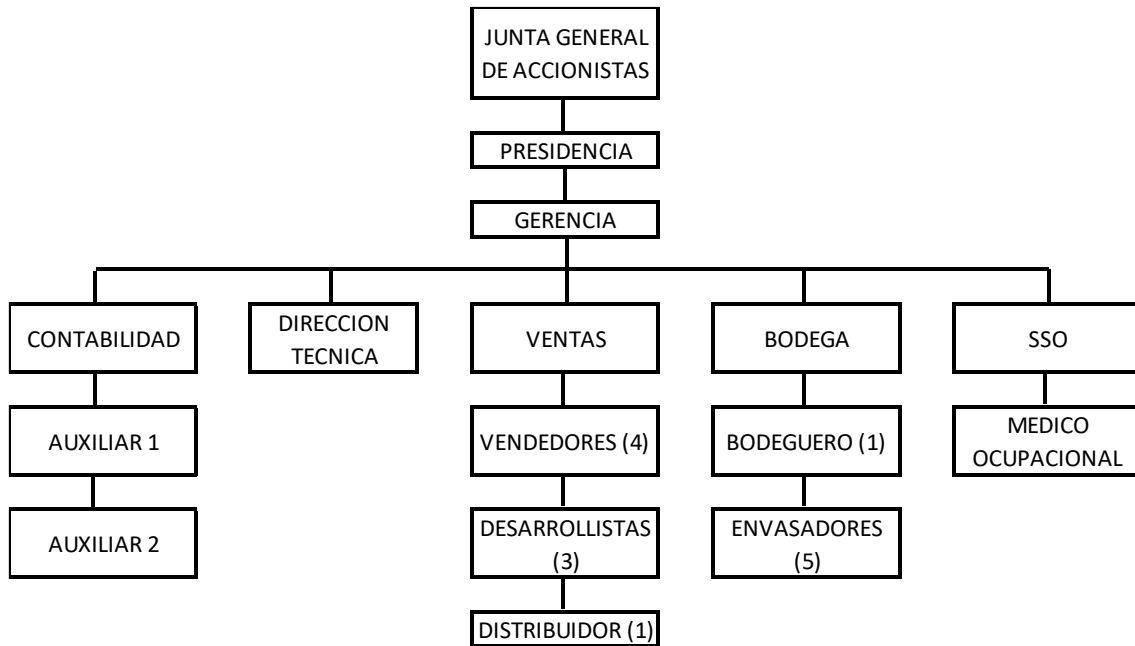 JUNTA GENERAL
DE ACCIONISTAS
PRESIDENCIA
GERENCIA
CONTABILIDAD
DIRECCION
TECNICA
VENTAS
BODEGA
SSO
AUXILIAR 1
VENDEDORES (4)
BODEGUERO (1)
MEDICO
OCUPACIONAL
AUXILIAR 2
DESARROLLISTAS
(3)
ENVASADORES
(5)
DISTRIBUIDOR (1)